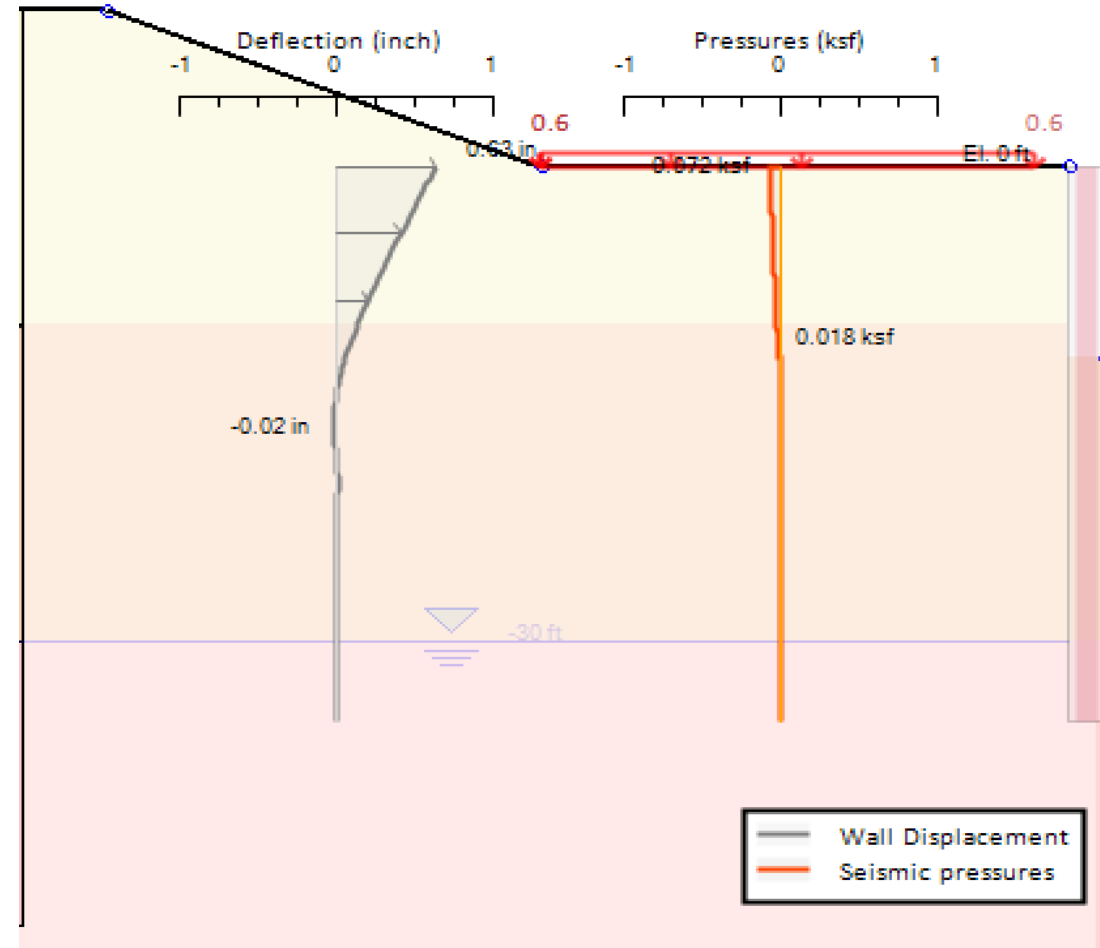 Deflection (inch)
Pressures (ksf)
-1 0 1
-1 0 1
0.6
0.6
0.63 in
0.072 ksf
El. 0 ft
0.018 ksf
-0.02 in
-30 ft
Wall Displacement
Seismic pressures